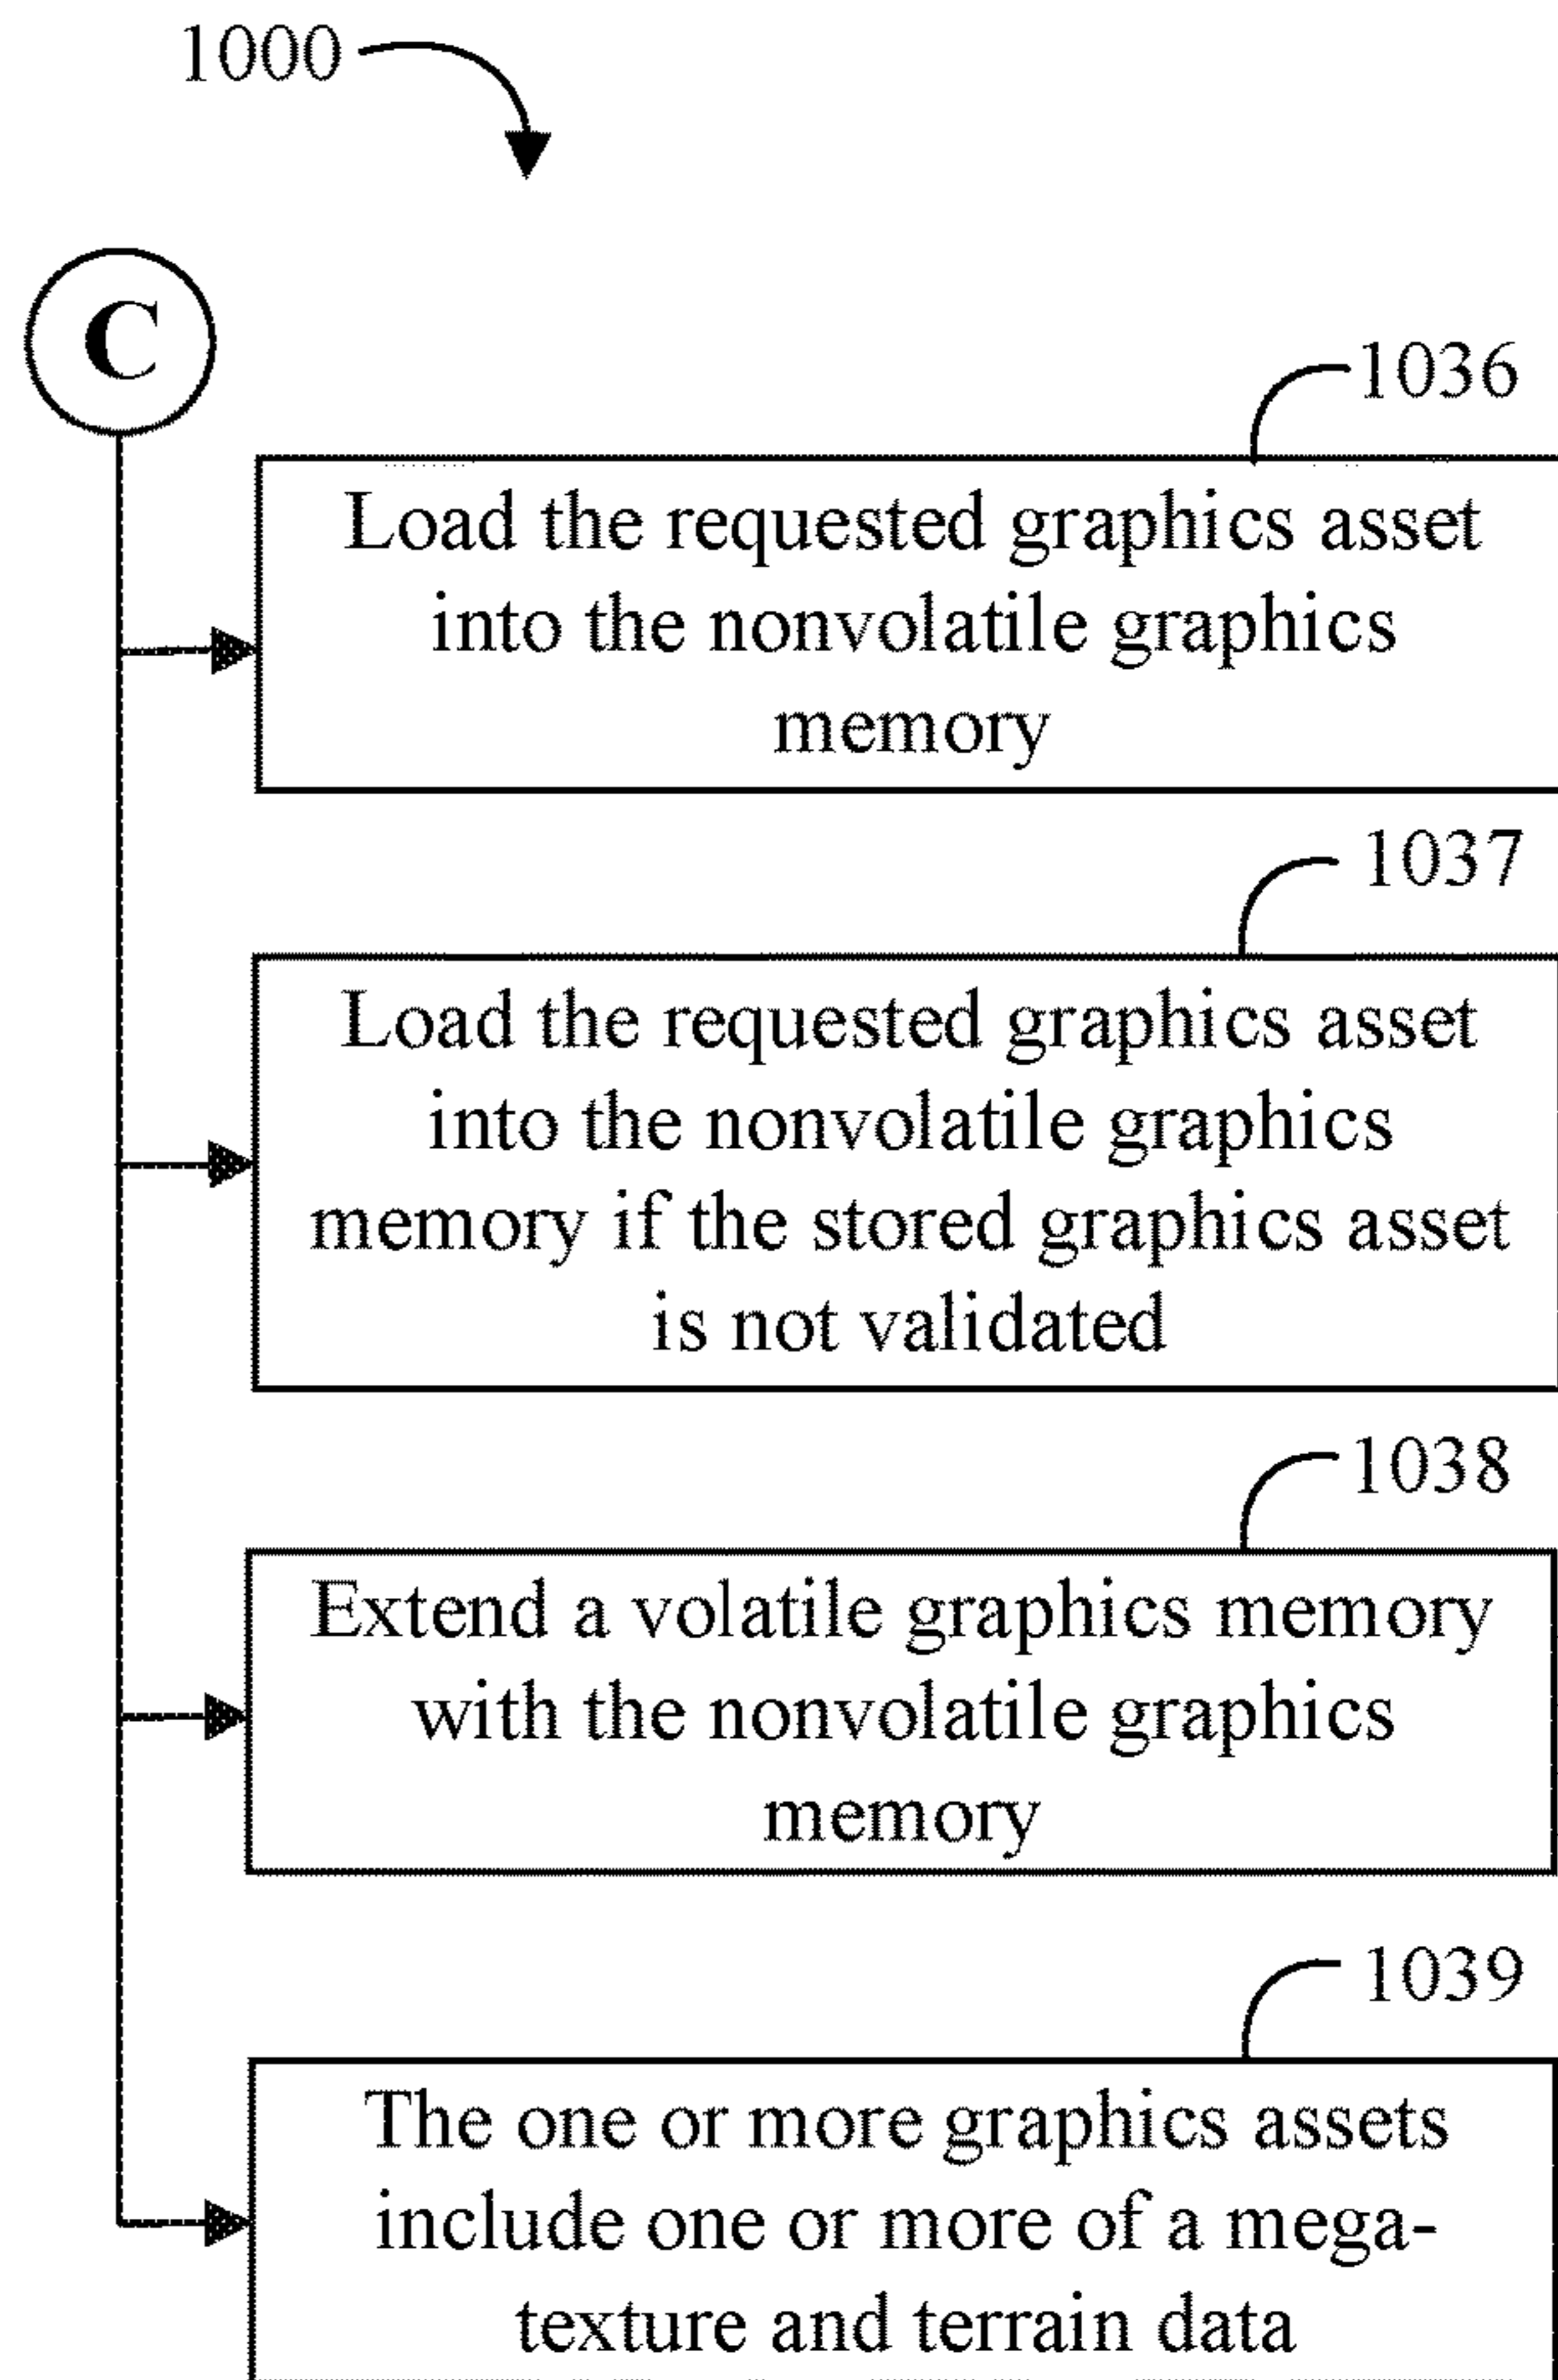 1000
C
1036
Load the requested graphics asset
into the nonvolatile graphics
memory
1037
Load the requested graphics asset
into the nonvolatile graphics
memory if the stored graphics asset
is not validated
1038
Extend a volatile graphics memory
with the nonvolatile graphics
memory
1039
The one or more graphics assets
include one or more of a mega-
texture and terrain data